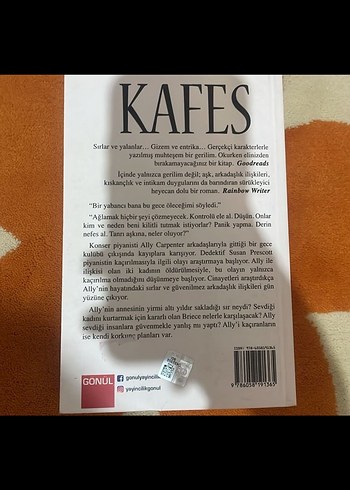 KAFES
Sırlar ve yalanlar... Gizem ve entrika... Gerçekçi karakterlerle
yazılmış muhteşem bir gerilim. Okurken elinizden
bırakamayacağınız bir kitap. Goodreads
İçinde yalnızca gerilim değil; aşk, arkadaşlık ilişkileri,
kıskançlık ve intikam duygularını da barındıran sürükleyici
heyecan dolu bir roman. Rainbow Writer
"Bir yabancı bana bu gece öleceğimi söyledi."
"Ağlamak hiçbir şeyi çözmeyecek. Kontrolü ele al. Düşün. Onlar
kim ve neden beni kilitli tutmak istiyorlar? Panik yapma. Derin
nefes al. Tanrı aşkına, neler oluyor?"
Konser piyanisti Ally Carpenter arkadaşlarıyla gittiği bir gece
kulübü çıkışında kayıplara karışıyor. Dedektif Susan Prescott
piyanistin kaçırılmasıyla ilgili olayı araştırmaya başlıyor. Ally ile
ilişkisi olan iki kadının öldürülmesiyle, bu olayın yalnızca
kaçırılma olmadığını düşünmeye başlıyor. Cinayetleri araştırmaya
Ally'nin hayatındaki sırlar ve güvenilmez arkadaşlık ilişkileri gün
yüzüne çıkıyor.
Ally'nin annesinin yirmi altı yıldır sakladığı sır neydi? Sevdiği
kadını kurtarmak için kararlı olan Briece nelerle karşılaşacak? Ally
sevdiği insanlara güvenmekle yanlış mı yaptı? Ally'i kaçıranların
ise kendi korkunç planları var.
GÖNÜL
gonulyayincilik
yayincilikgonul
9 786058 191365